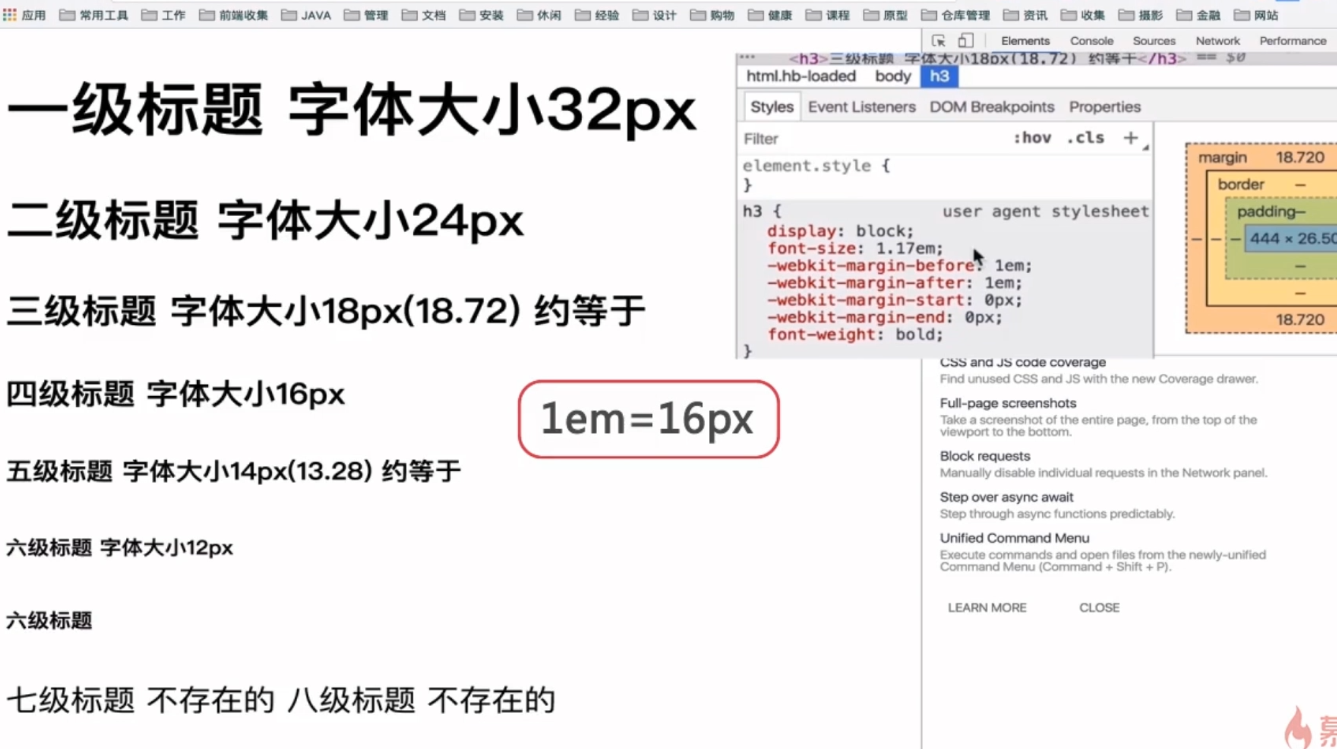 应用 常用工具 工作 前端收集 JAVA 管理 文档 安装 休闲 经验 设计 购物 健康 课程 原型 仓库管理 资讯 收集 摄影 金融 网站
Elements Console Sources Network Performance
一级标题 字体大小32px
二级标题 字体大小24px
三级标题 字体大小18px(18.72) 约等于
四级标题 字体大小16px
五级标题 字体大小14px(13.28) 约等于
六级标题 字体大小12px
六级标题
七级标题 不存在的 八级标题 不存在的
1em=16px
<h3>三级标题 字体大小18px(18.72) 约等于</h3> == $0
html.hb-loaded body h3
Styles Event Listeners DOM Breakpoints Properties
Filter :hov .cls +
element.style {
}
h3 { user agent stylesheet
display: block;
font-size: 1.17em;
-webkit-margin-before: 1em;
-webkit-margin-after: 1em;
-webkit-margin-start: 0px;
-webkit-margin-end: 0px;
font-weight: bold;
}
margin 18.720
border –
padding–
– – – 444 × 26.50
–
–
18.720
CSS and JS code coverage
Find unused CSS and JS with the new Coverage drawer.
Full-page screenshots
Take a screenshot of the entire page, from the top of the
viewport to the bottom.
Block requests
Manually disable individual requests in the Network panel.
Step over async await
Step through async functions predictably.
Unified Command Menu
Execute commands and open files from the newly-unified
Command Menu (Command + Shift + P).
LEARN MORE CLOSE